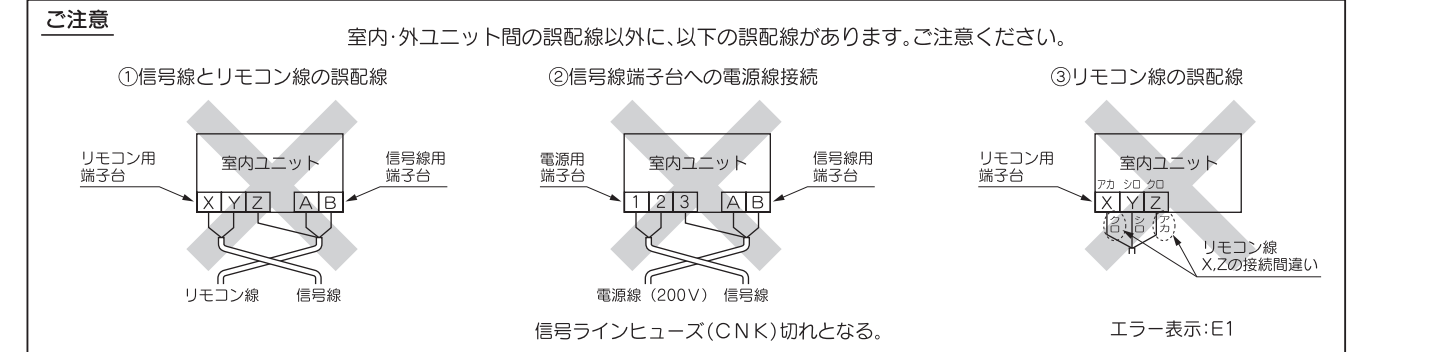 ご注意
室内・外ユニット間の誤配線以外に、以下の誤配線があります。ご注意ください。
①信号線とリモコン線の誤配線
リモコン用
端子台
室内ユニット
信号線用
端子台
X Y Z A B
リモコン線
信号線
②信号線端子台への電源線接続
電源用
端子台
室内ユニット
信号線用
端子台
1 2 3 A B
電源線（200V）
信号線
信号ラインヒューズ(CNK)切れとなる。
③リモコン線の誤配線
リモコン用
端子台
室内ユニット
アカ シロ クロ
X Y Z
クロ シロ アカ
リモコン線
X,Zの接続間違い
エラー表示:E1